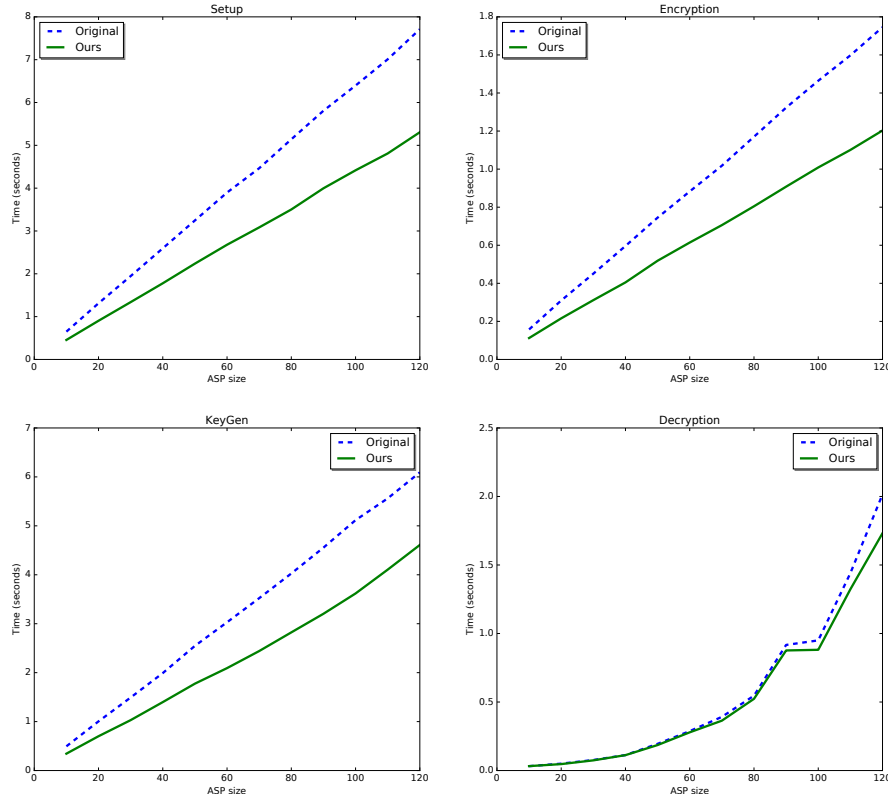 Setup
Original
Ours
Time (seconds)
8
7
6
5
4
3
2
1
0
0 20 40 60 80 100 120
ASP size
Encryption
Original
Ours
Time (seconds)
1.8
1.6
1.4
1.2
1.0
0.8
0.6
0.4
0.2
0.0
0 20 40 60 80 100 120
ASP size
KeyGen
Original
Ours
Time (seconds)
7
6
5
4
3
2
1
0
0 20 40 60 80 100 120
ASP size
Decryption
Original
Ours
Time (seconds)
2.5
2.0
1.5
1.0
0.5
0.0
0 20 40 60 80 100 120
ASP size